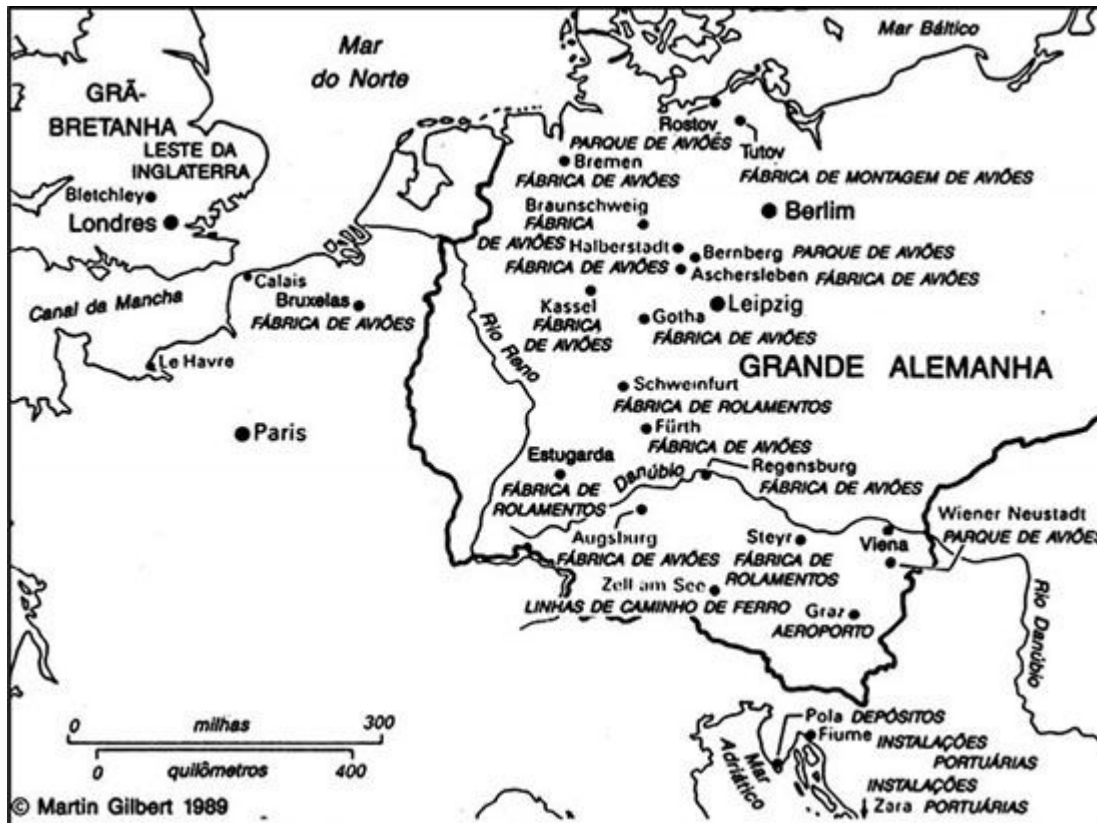 Mar
do Norte
Mar Báltico
GRÃ-
BRETANHA
LESTE DA
INGLATERRA
Bletchley
Londres
Canal da Mancha
Calais
Bruxelas
FÁBRICA DE AVIÕES
Le Havre
Paris
Rostov
PARQUE DE AVIÕES
Tutov
FÁBRICA DE MONTAGEM DE AVIÕES
Bremen
FÁBRICA DE AVIÕES
Berlim
Braunschweig
FÁBRICA
DE AVIÕES
Halberstadt
FÁBRICA DE AVIÕES
Bernberg PARQUE DE AVIÕES
Aschersleben FÁBRICA DE AVIÕES
Kassel
FÁBRICA
DE AVIÕES
Leipzig
Gotha
FÁBRICA DE AVIÕES
Rio Reno
GRANDE ALEMANHA
Schweinfurt
FÁBRICA DE ROLAMENTOS
Fürth
FÁBRICA DE AVIÕES
Estugarda
FÁBRICA DE
ROLAMENTOS
Danúbio
Regensburg
FÁBRICA DE AVIÕES
Augsburg
FÁBRICA DE AVIÕES
Steyr
FÁBRICA DE
ROLAMENTOS
Viena
Wiener Neustadt
PARQUE DE AVIÕES
Zell am See
LINHAS DE CAMINHO DE FERRO
Graz
AEROPORTO
Rio Danúbio
Pola DEPÓSITOS
Fiume
INSTALAÇÕES
PORTUÁRIAS
Mar
Adriático
INSTALAÇÕES
Zara PORTUÁRIAS
0 milhas 300
0 quilômetros 400
© Martin Gilbert 1989